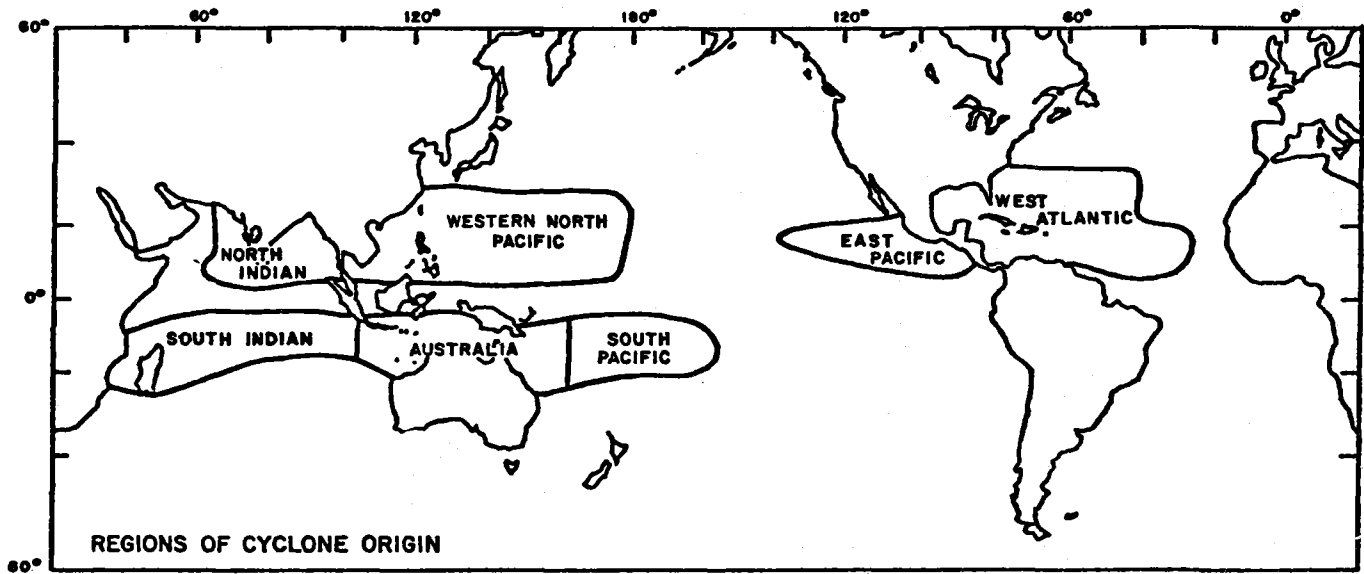 60° 120° 180° 120° 60° 0°
60°
WEST
ATLANTIC
WESTERN NORTH
PACIFIC
EAST
PACIFIC
NORTH
INDIAN
0°
SOUTH INDIAN
AUSTRALIA
SOUTH
PACIFIC
REGIONS OF CYCLONE ORIGIN
60°